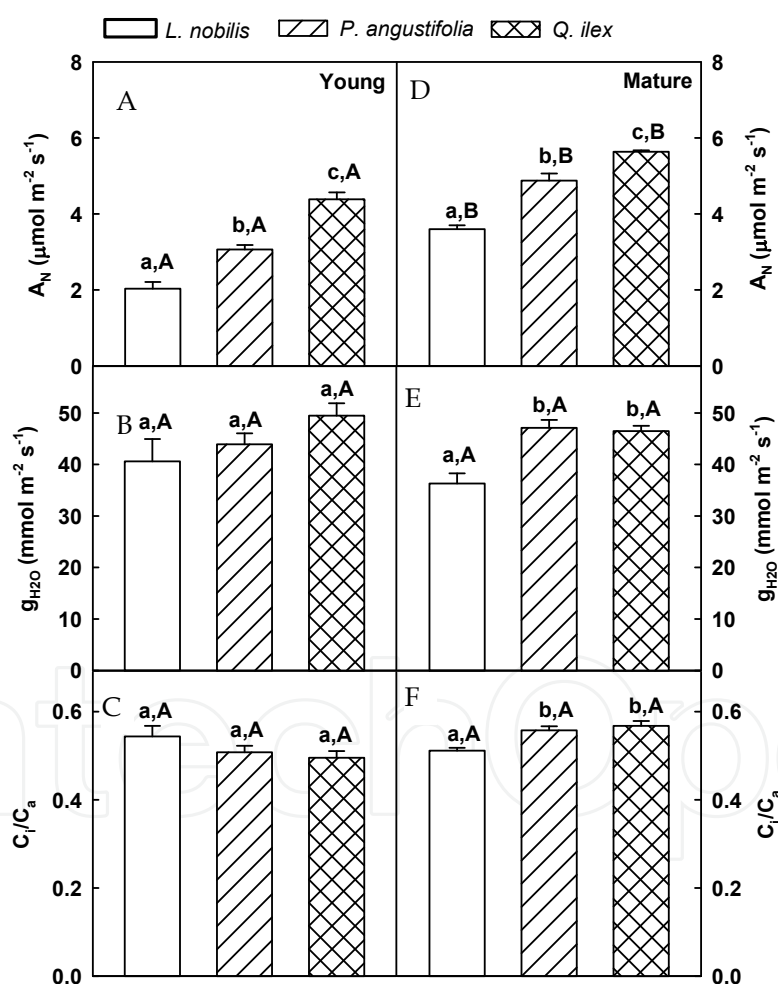 L. nobilis P. angustifolia Q. ilex
A Young
8
6
4
2
0
A_N (μmol m⁻² s⁻¹)
a,A b,A c,A
D Mature
8
6
4
2
0
A_N (μmol m⁻² s⁻¹)
a,B b,B c,B
B
50
40
30
20
10
0
g_H2O (mmol m⁻² s⁻¹)
a,A a,A a,A
E
50
40
30
20
10
0
g_H2O (mmol m⁻² s⁻¹)
a,A b,A b,A
C
0.6
0.4
0.2
0.0
C_i/C_a
a,A a,A a,A
F
0.6
0.4
0.2
0.0
C_i/C_a
a,A b,A b,A